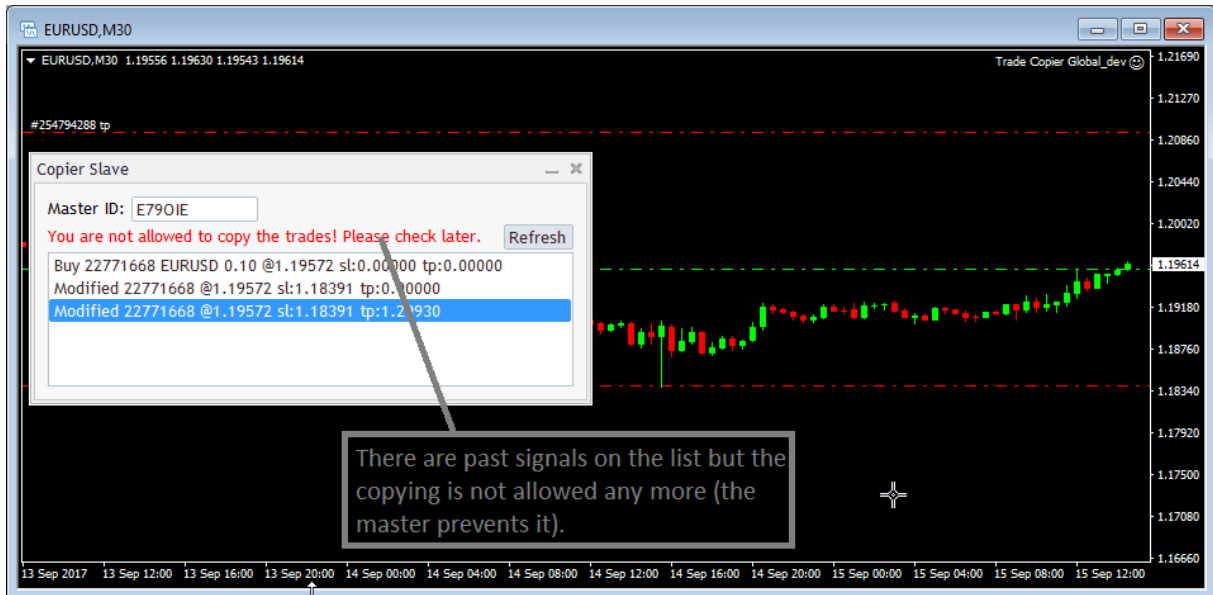 EURUSD,M30
EURUSD,M30 1.19556 1.19630 1.19543 1.19614
Trade Copier Global_dev
1.21690
1.21270
#254794288 tp
1.20860
Copier Slave
1.20440
Master ID: E79OIE
1.20020
You are not allowed to copy the trades! Please check later. Refresh
Buy 22771668 EURUSD 0.10 @1.19572 sl:0.00000 tp:0.00000
1.19614
Modified 22771668 @1.19572 sl:1.18391 tp:0.00000
Modified 22771668 @1.19572 sl:1.18391 tp:1.20930
1.19180
1.18760
1.18340
1.17920
There are past signals on the list but the
copying is not allowed any more (the
master prevents it).
1.17500
1.17080
1.16660
13 Sep 2017 13 Sep 12:00 13 Sep 16:00 13 Sep 20:00 14 Sep 00:00 14 Sep 04:00 14 Sep 08:00 14 Sep 12:00 14 Sep 16:00 14 Sep 20:00 15 Sep 00:00 15 Sep 04:00 15 Sep 08:00 15 Sep 12:00